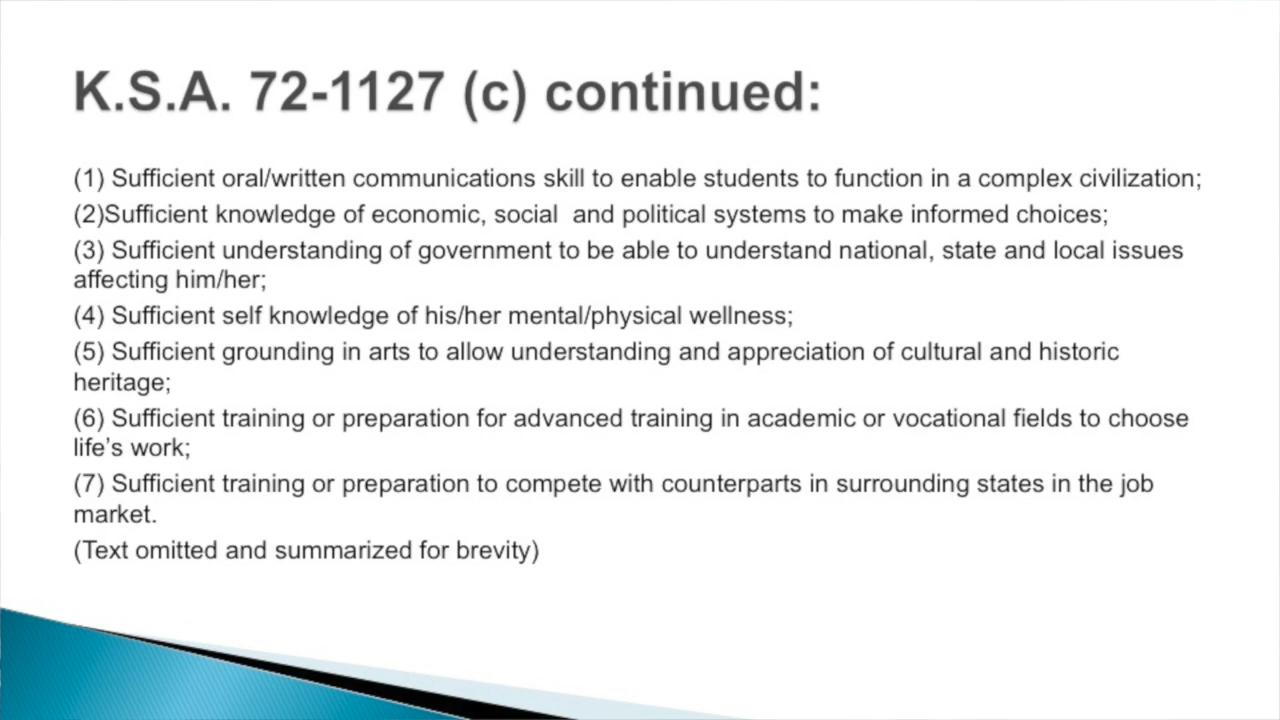 K.S.A. 72-1127 (c) continued:
(1) Sufficient oral/written communications skill to enable students to function in a complex civilization;
(2)Sufficient knowledge of economic, social  and political systems to make informed choices;
(3) Sufficient understanding of government to be able to understand national, state and local issues
affecting him/her;
(4) Sufficient self knowledge of his/her mental/physical wellness;
(5) Sufficient grounding in arts to allow understanding and appreciation of cultural and historic
heritage;
(6) Sufficient training or preparation for advanced training in academic or vocational fields to choose
life’s work;
(7) Sufficient training or preparation to compete with counterparts in surrounding states in the job
market.
(Text omitted and summarized for brevity)